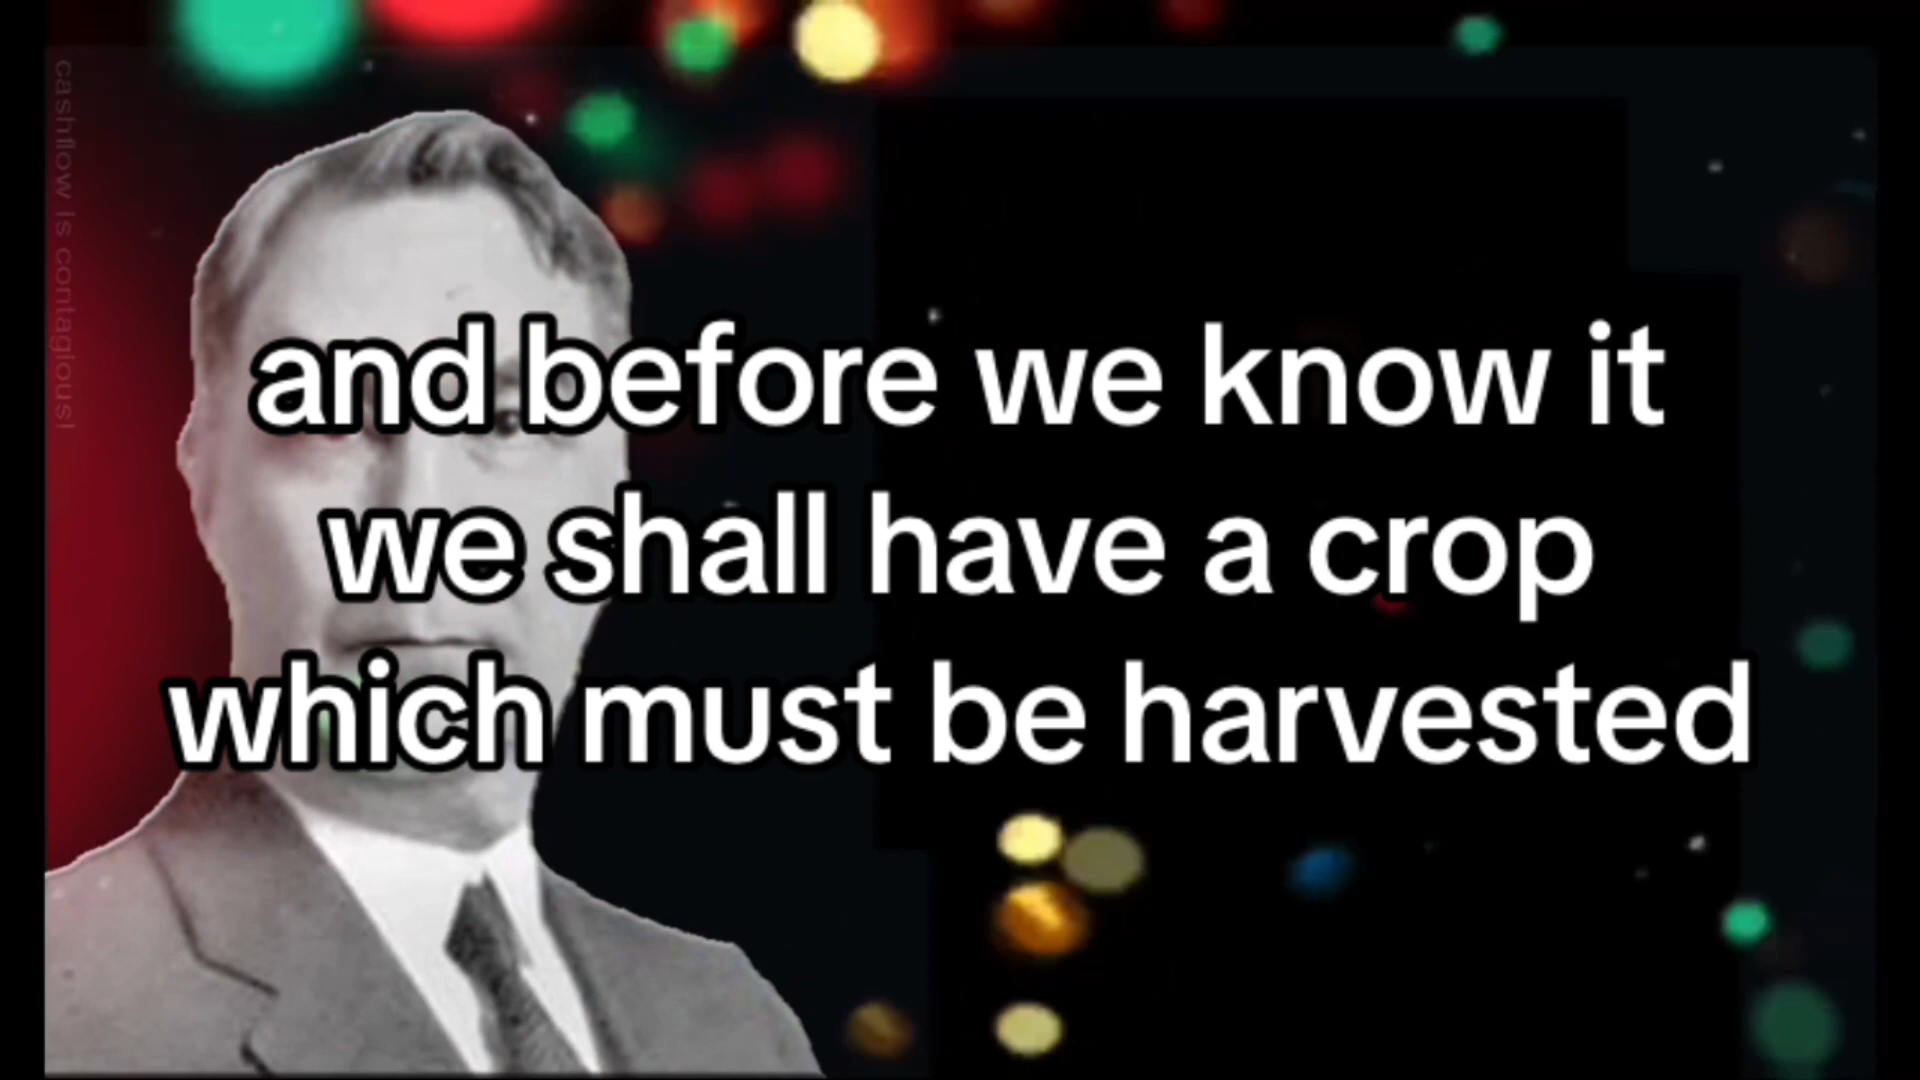 cashflow is contagious!
and before we know it
we shall have a crop
which must be harvested